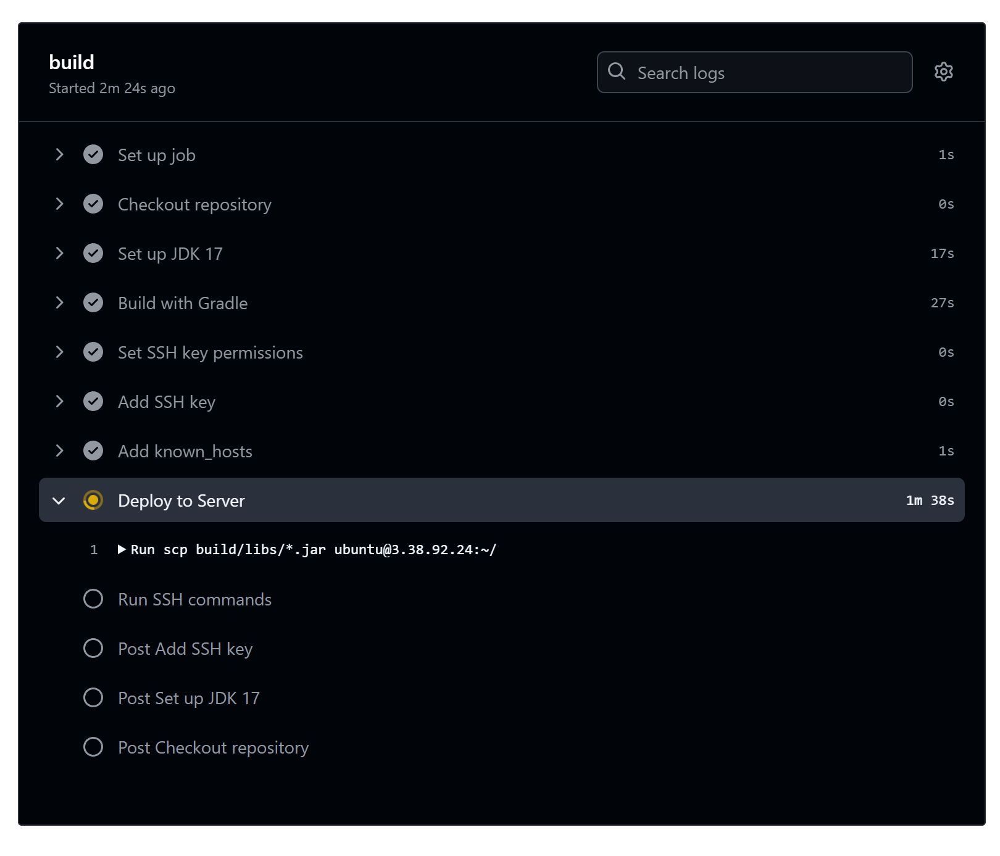 build
Started 2m 24s ago
Search logs
Set up job 1s
Checkout repository 0s
Set up JDK 17 17s
Build with Gradle 27s
Set SSH key permissions 0s
Add SSH key 0s
Add known_hosts 1s
Deploy to Server 1m 38s
1 Run scp build/libs/*.jar ubuntu@3.38.92.24:~/
Run SSH commands
Post Add SSH key
Post Set up JDK 17
Post Checkout repository